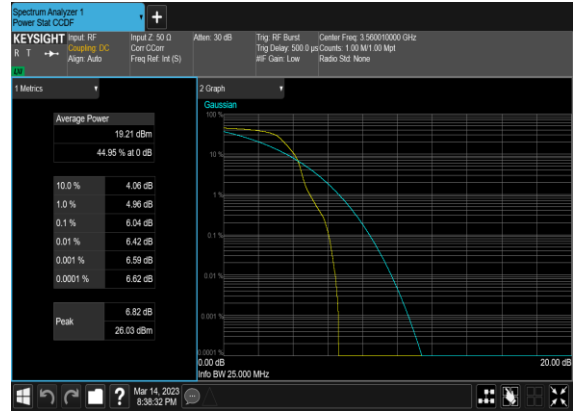 Spectrum Analyzer 1
Power Stat CCDF
KEYSIGHT
R T
LXI
Input: RF
Coupling: DC
Align: Auto
Input Z: 50 Ω
Corr CCorr
Freq Ref: Int (S)
Atten: 30 dB
Trig: RF Burst
Trig Delay: 500.0 µs
#IF Gain: Low
Center Freq: 3.560010000 GHz
Counts: 1.00 M/1.00 Mpt
Radio Std: None
1 Metrics
Average Power
19.21 dBm
44.95 % at 0 dB
10.0 % 4.06 dB
1.0 % 4.96 dB
0.1 % 6.04 dB
0.01 % 6.42 dB
0.001 % 6.59 dB
0.0001 % 6.62 dB
Peak
6.82 dB
26.03 dBm
2 Graph
Gaussian
100 %
10 %
1 %
0.1 %
0.01 %
0.001 %
0.0001 %
0.00 dB 20.00 dB
Info BW 25.000 MHz
?
Mar 14, 2023
8:38:32 PM